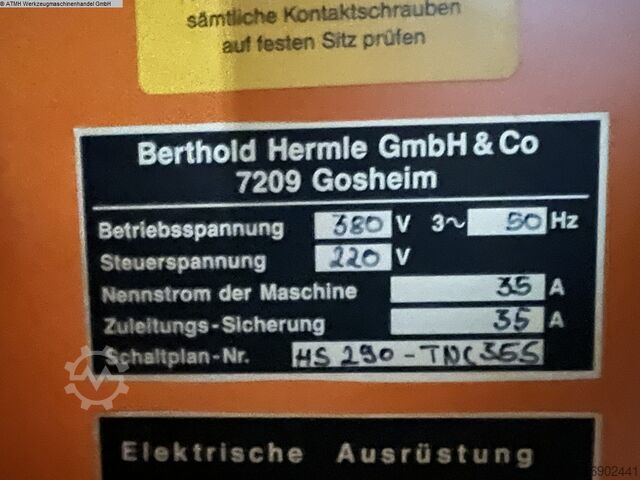 © ATMH Werkzeugmaschinenhandel GmbH
sämtliche Kontaktschrauben
auf festen Sitz prüfen
Berthold Hermle GmbH & Co
7209 Gosheim
Betriebsspannung 380 V 3~ 50 Hz
Steuerspannung 220 V
Nennstrom der Maschine 35 A
Zuleitungs-Sicherung 35 A
Schaltplan-Nr. HS 290-TNC355
Elektrische Ausrüstung
6902441